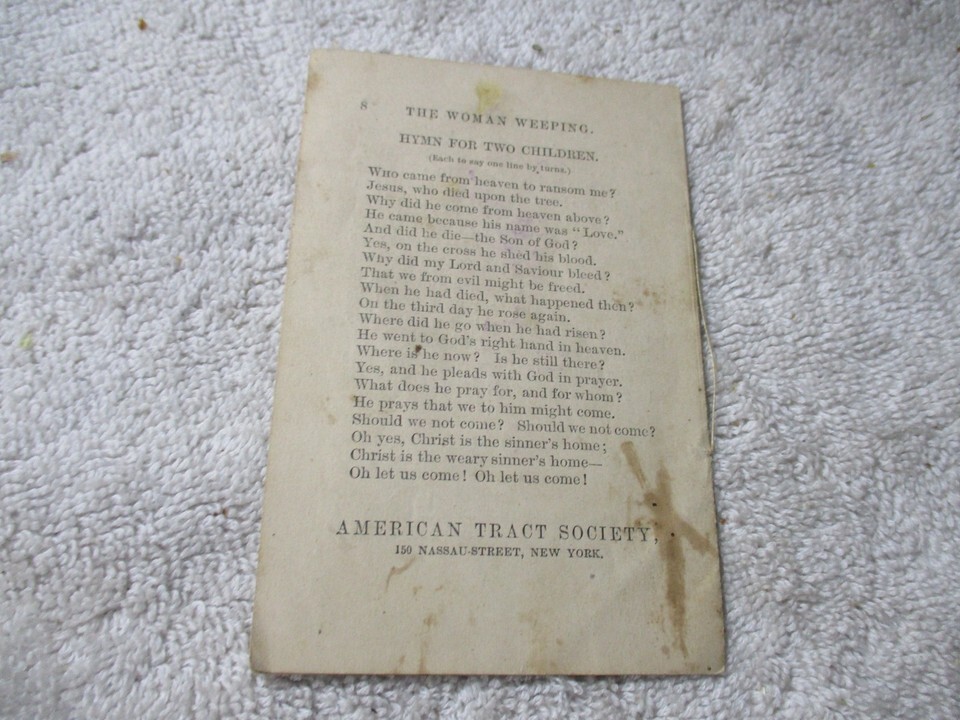 8 THE WOMAN WEEPING.
HYMN FOR TWO CHILDREN.
(Each to say one line by turns.)
Who came from heaven to ransom me?
Jesus, who died upon the tree.
Why did he come from heaven above?
He came because his name was "Love."
And did he die—the Son of God?
Yes, on the cross he shed his blood.
Why did my Lord and Saviour bleed?
That we from evil might be freed.
When he had died, what happened then?
On the third day he rose again.
Where did he go when he had risen?
He went to God's right hand in heaven.
Where is he now? Is he still there?
Yes, and he pleads with God in prayer.
What does he pray for, and for whom?
He prays that we to him might come.
Should we not come? Should we not come?
Oh yes, Christ is the sinner's home;
Christ is the weary sinner's home—
Oh let us come! Oh let us come!
AMERICAN TRACT SOCIETY,
150 NASSAU-STREET, NEW YORK.